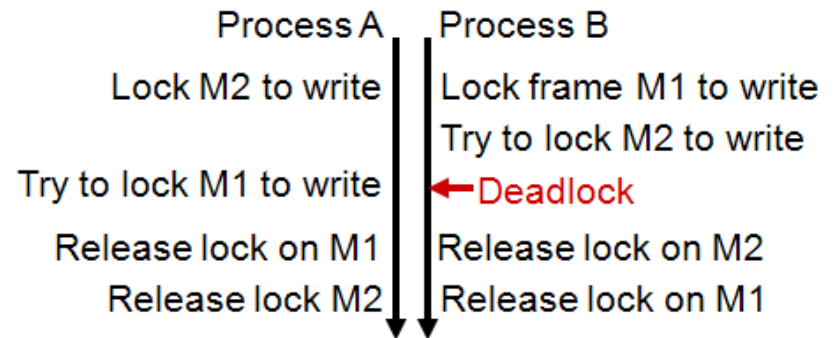 Process A
Process B
Lock M2 to write
Lock frame M1 to write
Try to lock M2 to write
Try to lock M1 to write
Deadlock
Release lock on M1
Release lock on M2
Release lock M2
Release lock on M1